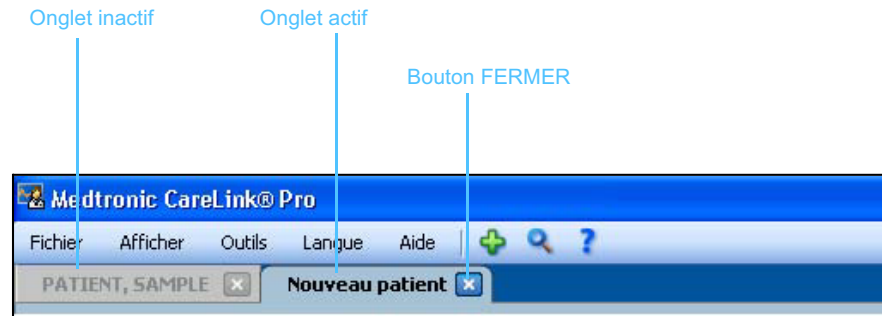 Onglet inactif Onglet actif
Bouton FERMER
Medtronic CareLink® Pro
Fichier Afficher Outils Langue Aide ?
PATIENT, SAMPLE Nouveau patient